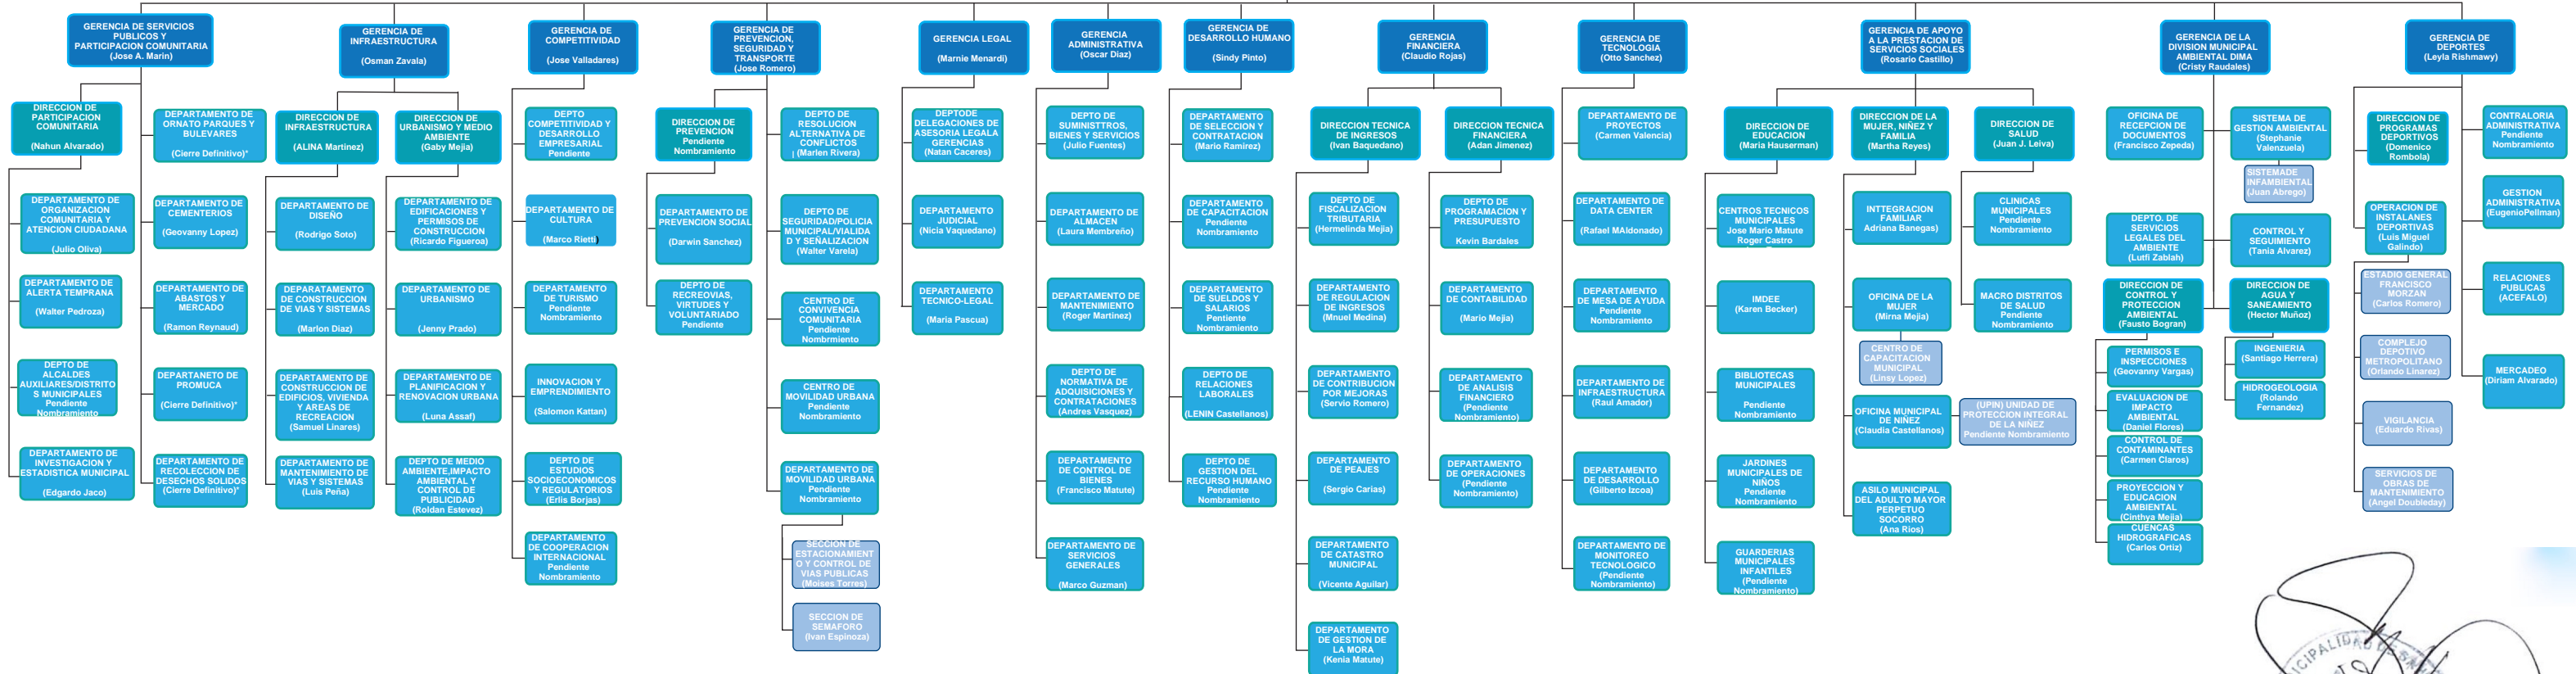 GERENCIA DE SERVICIOS
PUBLICOS Y
PARTICIPACION COMUNITARIA
(Jose A. Marin)
DIRECCION DE
PARTICIPACION
COMUNITARIA
(Nahun Alvarado)
DEPARTAMENTO DE
ORGANIZACION
COMUNITARIA Y
ATENCION CIUDADANA
(Julio Oliva)
DEPARTAMENTO DE
ALERTA TEMPRANA
(Walter Pedroza)
DEPTO DE
ALCALDES
AUXILIARES/DISTRITO
S MUNICIPALES
Pendiente
Nombramiento
DEPARTAMENTO DE
INVESTIGACION Y
ESTADISTICA MUNICIPAL
(Edgardo Jaco)
DEPARTAMENTO DE
ORNATO PARQUES Y
BULEVARES
(Cierre Definitivo)*
DEPARTAMENTO DE
CEMENTERIOS
(Geovanny Lopez)
DEPARTAMENTO DE
ABASTOS Y
MERCADO
(Ramon Reynaud)
DEPARTANETO DE
PROMUCA
(Cierre Definitivo)*
DEPARTAMENTO DE
RECOLECCION DE
DESECHOS SOLIDOS
(Cierre Definitivo)*
GERENCIA DE
INFRAESTRUCTURA
(Osman Zavala)
DIRECCION DE
INFRAESTRUCTURA
(ALINA Martinez)
DEPARTAMENTO DE
DISEÑO
(Rodrigo Soto)
DEPARATAMENTO
DE CONSTRUCCION
DE VIAS Y SISTEMAS
(Marlon Diaz)
DEPARTAMENTO DE
CONSTRUCCION DE
EDIFICIOS, VIVIENDA
Y AREAS DE
RECREACION
(Samuel Linares)
DEPARTAMENTO DE
MANTENIMIENTO DE
VIAS Y SISTEMAS
(Luis Peña)
DIRECCION DE
URBANISMO Y MEDIO
AMBIENTE
(Gaby Mejia)
DEPARTAMENTO DE
EDIFICACIONES Y
PERMISOS DE
CONSTRUCCION
(Ricardo Figueroa)
DEPARTAMENTO DE
URBANISMO
(Jenny Prado)
DEPARTAMENTO DE
PLANIFICACION Y
RENOVACION URBANA
(Luna Assaf)
DEPTO DE MEDIO
AMBIENTE,IMPACTO
AMBIENTAL Y
CONTROL DE
PUBLICIDAD
(Roldan Estevez)
GERENCIA DE
COMPETITIVIDAD
(Jose Valladares)
DEPTO
COMPETITIVIDAD Y
DESARROLLO
EMPRESARIAL
Pendiente
DEPARTAMENTO DE
CULTURA
(Marco Rietti)
DEPARTAMENTO
DE TURISMO
Pendiente
Nombramiento
INNOVACION Y
EMPRENDIMIENTO
(Salomon Kattan)
DEPTO DE
ESTUDIOS
SOCIOECONOMICOS
Y REGULATORIOS
(Erlis Borjas)
DEPARTAMENTO
DE COOPERACION
INTERNACIONAL
Pendiente
Nombramiento
GERENCIA DE
PREVENCION,
SEGURIDAD Y
TRANSPORTE
(Jose Romero)
DIRECCION DE
PREVENCION
Pendiente
Nombramiento
DEPARTAMENTO DE
PREVENCION SOCIAL
(Darwin Sanchez)
DEPTO DE
RECREOVIAS,
VIRTUDES Y
VOLUNTARIADO
Pendiente
DEPTO DE
RESOLUCION
ALTERNATIVA DE
CONFLICTOS
| (Marlen Rivera)
DEPTO DE
SEGURIDAD/POLICIA
MUNICIPAL/VIALIDA
D Y SEÑALIZACION
(Walter Varela)
CENTRO DE
CONVIVENCIA
COMUNITARIA
Pendiente
Nombrmiento
CENTRO DE
MOVILIDAD URBANA
Pendiente
Nombramiento
DEPARTAMENTO DE
MOVILIDAD URBANA
Pendiente
Nombramiento
SECCION DE
ESTACIONAMIENT
O Y CONTROL DE
VIAS PUBLICAS
(Moises Torres)
SECCION DE
SEMAFORO
(Ivan Espinoza)
GERENCIA LEGAL
(Marnie Menardi)
DEPTODE
DELEGACIONES DE
ASESORIA LEGALA
GERENCIAS
(Natan Caceres)
DEPARTAMENTO
JUDICIAL
(Nicia Vaquedano)
DEPARTAMENTO
TECNICO-LEGAL
(Maria Pascua)
GERENCIA
ADMINISTRATIVA
(Oscar Diaz)
DEPTO DE
SUMINISTTROS,
BIENES Y SERVICIOS
(Julio Fuentes)
DEPARTAMENTO DE
ALMACEN
(Laura Membreño)
DEPARTAMENTO DE
MANTENIMIENTO
(Roger Martinez)
DEPTO DE
NORMATIVA DE
ADQUISICIONES Y
CONTRATACIONES
(Andres Vasquez)
DEPARTAMENTO
DE CONTROL DE
BIENES
(Francisco Matute)
DEPARTAMENTO DE
SERVICIOS
GENERALES
(Marco Guzman)
GERENCIA DE
DESARROLLO HUMANO
(Sindy Pinto)
DEPARTAMENTO
DE SELECCION Y
CONTRATACION
(Mario Ramirez)
DEPARTAMENTO
DE CAPACITACION
Pendiente
Nombramiento
DEPARTAMENTO
DE SUELDOS Y
SALARIOS
Pentiente
Nombramiento
DEPTO DE
RELACIONES
LABORALES
(LENIN Castellanos)
DEPTO DE
GESTION DEL
RECURSO HUMANO
Pendiente
Nombramiento
GERENCIA
FINANCIERA
(Claudio Rojas)
DIRECCION TECNICA
DE INGRESOS
(Ivan Baquedano)
DEPTO DE
FISCALIZACION
TRIBUTARIA
(Hermelinda Mejia)
DEPARTAMENTO
DE REGULACION
DE INGRESOS
(Mnuel Medina)
DEPARTAMENTO
DE CONTRIBUCION
POR MEJORAS
(Servio Romero)
DEPARTAMENTO
DE PEAJES
(Sergio Carias)
DEPARTAMENTO
DE CATASTRO
MUNICIPAL
(Vicente Aguilar)
DEPARTAMENTO
DE GESTION DE
LA MORA
(Kenia Matute)
DIRECCION TECNICA
FINANCIERA
(Adan Jimenez)
DEPTO DE
PROGRAMACION Y
PRESUPUESTO
Kevin Bardales
DEPARTAMENTO
DE CONTABILIDAD
(Mario Mejia)
DEPARTAMENTO
DE ANALISIS
FINANCIERO
(Pendiente
Nombramiento)
DEPARTAMENTO
DE OPERACIONES
(Pendiente
Nombramiento)
GERENCIA DE
TECNOLOGIA
(Otto Sanchez)
DEPARTAMENTO DE
PROYECTOS
(Carmen Valencia)
DEPARTAMENTO DE
DATA CENTER
(Rafael MAldonado)
DEPARTAMENTO
DE MESA DE AYUDA
Pendiente
Nombramiento
DEPARTAMENTO DE
INFRAESTRUCTURA
(Raul Amador)
DEPARTAMENTO
DE DESARROLLO
(Gilberto Izcoa)
DEPARTAMENTO DE
MONITOREO
TECNOLOGICO
(Pendiente
Nombramiento)
GERENCIA DE APOYO
A LA PRESTACION DE
SERVICIOS SOCIALES
(Rosario Castillo)
DIRECCION DE
EDUCACION
(Maria Hauserman)
CENTROS TECNICOS
MUNICIPALES
Jose Mario Matute
Roger Castro
IMDEE
(Karen Becker)
BIBLIOTECAS
MUNICIPALES
Pendiente
Nombramiento
JARDINES
MUNICIPALES DE
NIÑOS
Pendiente
Nombramiento
GUARDERIAS
MUNICIPALES
INFANTILES
(Pendiente
Nombramiento)
DIRECCION DE LA
MUJER, NIÑEZ Y
FAMILIA
(Martha Reyes)
INTTEGRACION
FAMILIAR
Adriana Banegas)
OFICINA DE LA
MUJER
(Mirna Mejia)
CENTRO DE
CAPACITACION
MUNICIPAL
(Linsy Lopez)
OFICINA MUNICIPAL
DE NIÑEZ
(Claudia Castellanos)
(UPIN) UNIDAD DE
PROTECCION INTEGRAL
DE LA NIÑEZ
Pendiente Nombramiento
ASILO MUNICIPAL
DEL ADULTO MAYOR
PERPETUO
SOCORRO
(Ana Rios)
DIRECCION DE
SALUD
(Juan J. Leiva)
CLINICAS
MUNICIPALES
Pendiente
Nombramiento
MACRO DISTRITOS
DE SALUD
Pendiente
Nombramiento
GERENCIA DE LA
DIVISION MUNICIPAL
AMBIENTAL DIMA
(Cristy Raudales)
OFICINA DE
RECEPCION DE
DOCUMENTOS
(Francisco Zepeda)
SISTEMA DE
GESTION AMBIENTAL
(Stephanie
Valenzuela)
SISTEMADE
INFAMBIENTAL
(Juan Abrego)
DEPTO. DE
SERVICIOS
LEGALES DEL
AMBIENTE
(Lutfi Zablah)
CONTROL Y
SEGUIMIENTO
(Tania Alvarez)
DIRECCION DE
CONTROL Y
PROTECCION
AMBIENTAL
(Fausto Bogran)
PERMISOS E
INSPECCIONES
(Geovanny Vargas)
EVALUACION DE
IMPACTO
AMBIENTAL
(Daniel Flores)
CONTROL DE
CONTAMINANTES
(Carmen Claros)
PROYECCION Y
EDUCACION
AMBIENTAL
(Cinthya Mejia)
CUENCAS
HIDROGRAFICAS
(Carlos Ortiz)
DIRECCION DE
AGUA Y
SANEAMIENTO
(Hector Muñoz)
INGENIERIA
(Santiago Herrera)
HIDROGEOLOGIA
(Rolando
Fernandez)
GERENCIA DE
DEPORTES
(Leyla Rishmawy)
DIRECCION DE
PROGRAMAS
DEPORTIVOS
(Domenico
Rombola)
OPERACION DE
INSTALANES
DEPORTIVAS
(Luis Miguel
Galindo)
ESTADIO GENERAL
FRANCISCO
MORZAN
(Carlos Romero)
COMPLEJO
DEPOTIVO
METROPOLITANO
(Orlando Linarez)
VIGILANCIA
(Eduardo Rivas)
SERVICIOS DE
OBRAS DE
MANTENIMIENTO
(Angel Doubleday)
CONTRALORIA
ADMINISTRATIVA
Pendiente
Nombramiento
GESTION
ADMINISTRATIVA
(EugenioPellman)
RELACIONES
PUBLICAS
(ACEFALO)
MERCADEO
(Diriam Alvarado)